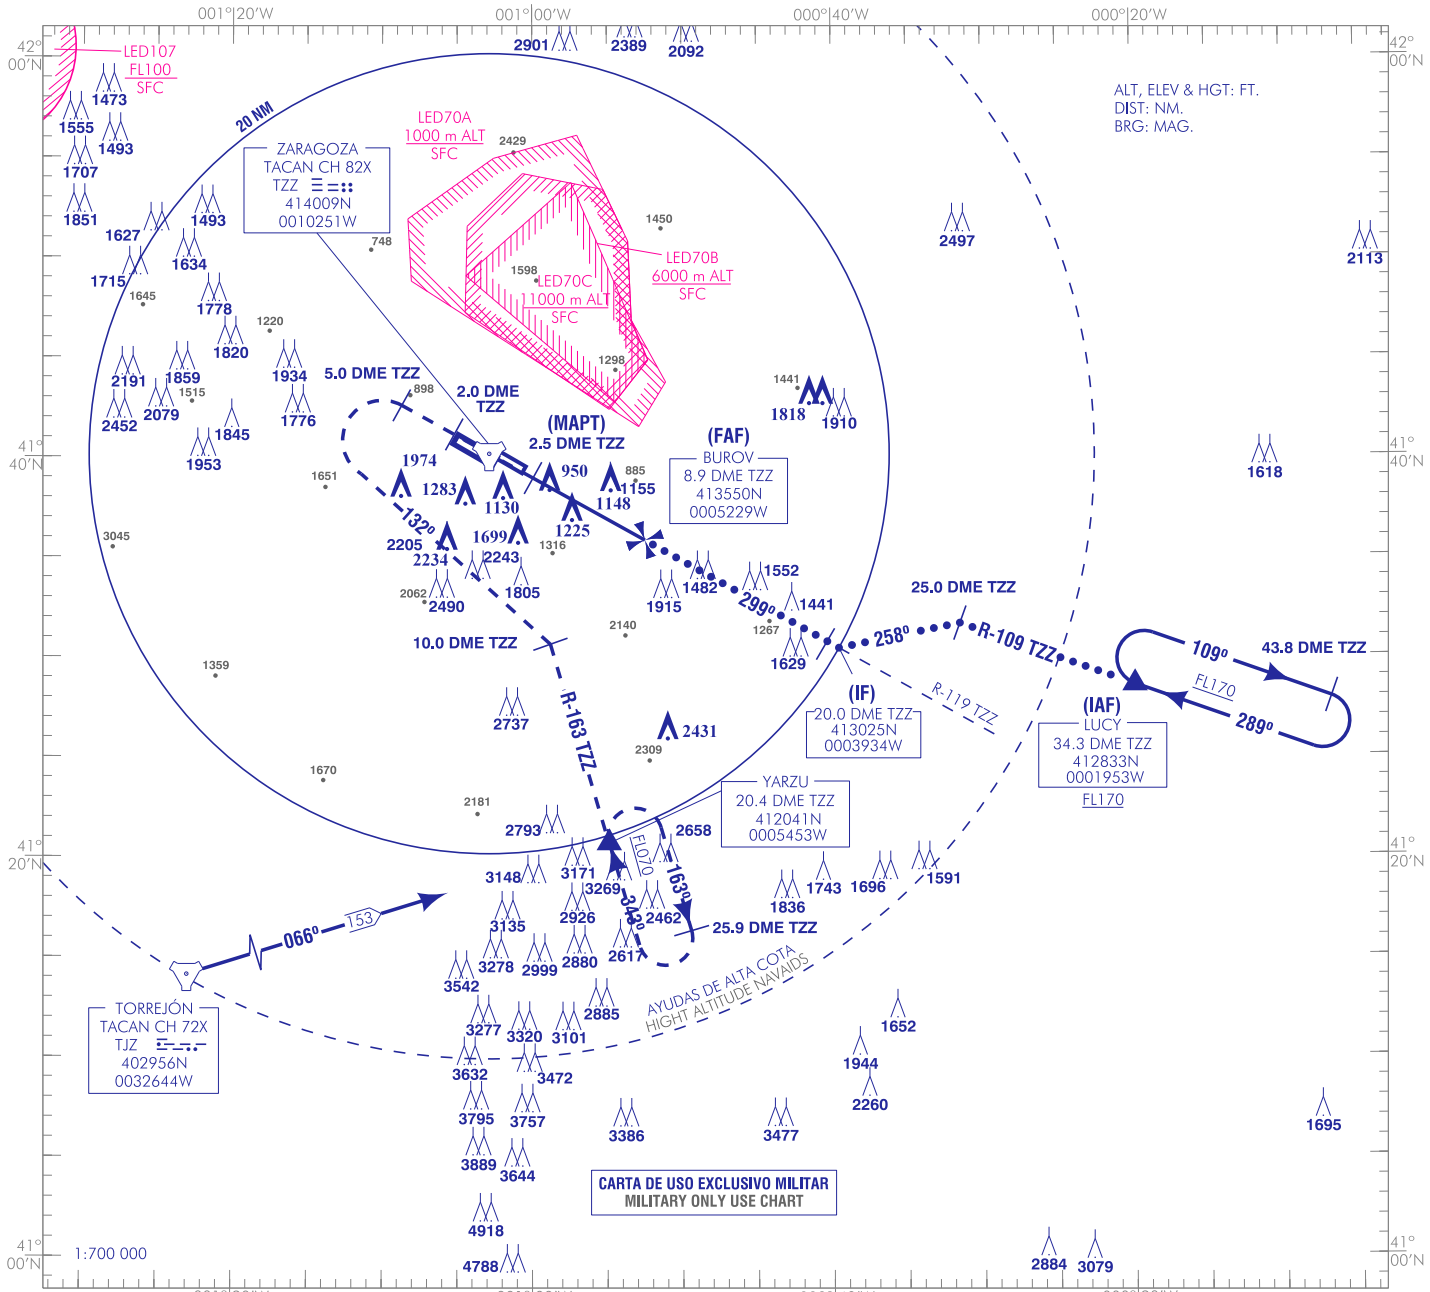 001°20'W
001°00'W
000°40'W
000°20'W
42°
00'N
42°
00'N
LED107
FL100
SFC
2901
2389
2092
1473
1555
1493
1707
1851
1493
1627
1634
1715
1645
1778
1220
1820
2191
1859
1934
1515
2079
2452
1776
1845
1953
20 NM
ZARAGOZA
TACAN CH 82X
TZZ
414009N
0010251W
748
LED70A
1000 m ALT
SFC
2429
1450
LED70B
6000 m ALT
SFC
1598
LED70C
11000 m ALT
SFC
1298
ALT, ELEV & HGT: FT.
DIST: NM.
BRG: MAG.
2497
2113
1441
1818
1910
1618
5.0 DME TZZ
898
2.0 DME
TZZ
(MAPT)
2.5 DME TZZ
(FAF)
BUROV
8.9 DME TZZ
413550N
0005229W
41°
40'N
41°
40'N
1974
1283
1130
950
885
1155
1148
1225
1651
132°
3045
2205
2234
1699
2243
1316
1805
2062
2490
1482
1915
1552
299°
1441
1267
1629
2140
10.0 DME TZZ
258°
25.0 DME TZZ
R-109 TZZ
109°
43.8 DME TZZ
FL170
289°
R-119 TZZ
(IF)
20.0 DME TZZ
413025N
0003934W
(IAF)
LUCY
34.3 DME TZZ
412833N
0001953W
FL170
1359
2737
R-163 TZZ
2431
2309
1670
2181
YARZU
20.4 DME TZZ
412041N
0005453W
2793
2658
FL070
163°
343°
41°
20'N
41°
20'N
3148
3171
3269
1743
1696
1591
1836
3135
2926
2462
25.9 DME TZZ
066°
153
3278
2999
2880
2617
3542
2885
AYUDAS DE ALTA COTA
HIGHT ALTITUDE NAVAIDS
TORREJÓN
TACAN CH 72X
TJZ
402956N
0032644W
3277
3320
3101
1652
3632
3472
1944
2260
3795
3757
3386
3477
1695
3889
3644
CARTA DE USO EXCLUSIVO MILITAR
MILITARY ONLY USE CHART
4918
1:700 000
4788
2884
3079
41°
00'N
41°
00'N